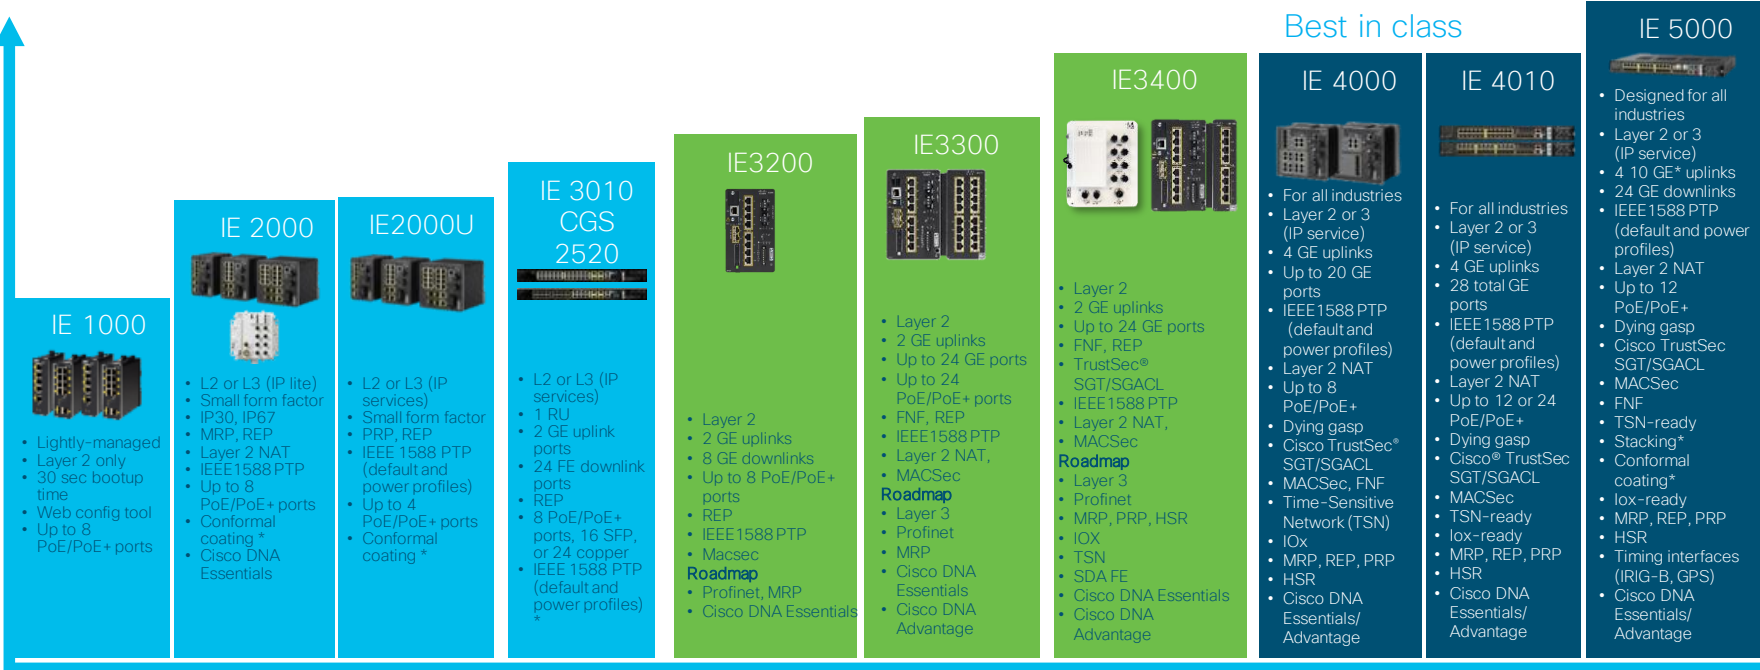 Best in class
IE 1000
• Lightly-managed
• Layer 2 only
• 30 sec bootup
time
• Web config tool
• Up to 8
PoE/PoE+ ports
IE 2000
• L2 or L3 (IP lite)
• Small form factor
• IP30, IP67
• MRP, REP
• Layer 2 NAT
• IEEE1588 PTP
• Up to 8
PoE/PoE+ ports
• Conformal
coating *
• Cisco DNA
Essentials
IE2000U
• L2 or L3 (IP
services)
• Small form factor
• PRP, REP
• IEEE 1588 PTP
(default and
power profiles)
• Up to 4
PoE/PoE+ ports
• Conformal
coating *
IE 3010
CGS
2520
• L2 or L3 (IP
services)
• 1 RU
• 2 GE uplink
ports
• 24 FE downlink
ports
• REP
• 8 PoE/PoE+
ports, 16 SFP,
or 24 copper
• IEEE 1588 PTP
(default and
power profiles)
*
IE3200
• Layer 2
• 2 GE uplinks
• 8 GE downlinks
• Up to 8 PoE/PoE+
ports
• REP
• IEEE1588 PTP
• Macsec
Roadmap
• Profinet, MRP
• Cisco DNA Essentials
IE3300
• Layer 2
• 2 GE uplinks
• Up to 24 GE ports
• Up to 24
PoE/PoE+ ports
• FNF, REP
• IEEE1588 PTP
• Layer 2 NAT,
• MACSec
Roadmap
• Layer 3
• Profinet
• MRP
• Cisco DNA
Essentials
• Cisco DNA
Advantage
IE3400
• Layer 2
• 2 GE uplinks
• Up to 24 GE ports
• FNF, REP
• TrustSec®
SGT/SGACL
• IEEE1588 PTP
• Layer 2 NAT,
• MACSec
Roadmap
• Layer 3
• Profinet
• MRP, PRP, HSR
• IOX
• TSN
• SDA FE
• Cisco DNA Essentials
• Cisco DNA
Advantage
IE 4000
• For all industries
• Layer 2 or 3
(IP service)
• 4 GE uplinks
• Up to 20 GE
ports
• IEEE1588 PTP
(default and
power profiles)
• Layer 2 NAT
• Up to 8
PoE/PoE+
• Dying gasp
• Cisco TrustSec®
SGT/SGACL
• MACSec, FNF
• Time-Sensitive
Network (TSN)
• IOx
• MRP, REP, PRP
• HSR
• Cisco DNA
Essentials/
Advantage
IE 4010
• For all industries
• Layer 2 or 3
(IP service)
• 4 GE uplinks
• 28 total GE
ports
• IEEE1588 PTP
(default and
power profiles)
• Layer 2 NAT
• Up to 12 or 24
PoE/PoE+
• Dying gasp
• Cisco® TrustSec
SGT/SGACL
• MACSec
• TSN-ready
• Iox-ready
• MRP, REP, PRP
• HSR
• Cisco DNA
Essentials/
Advantage
IE 5000
• Designed for all
industries
• Layer 2 or 3
(IP service)
• 4 10 GE* uplinks
• 24 GE downlinks
• IEEE1588 PTP
(default and power
profiles)
• Layer 2 NAT
• Up to 12
PoE/PoE+
• Dying gasp
• Cisco TrustSec
SGT/SGACL
• MACSec
• FNF
• TSN-ready
• Stacking*
• Conformal
coating*
• Iox-ready
• MRP, REP, PRP
• HSR
• Timing interfaces
(IRIG-B, GPS)
• Cisco DNA
Essentials/
Advantage